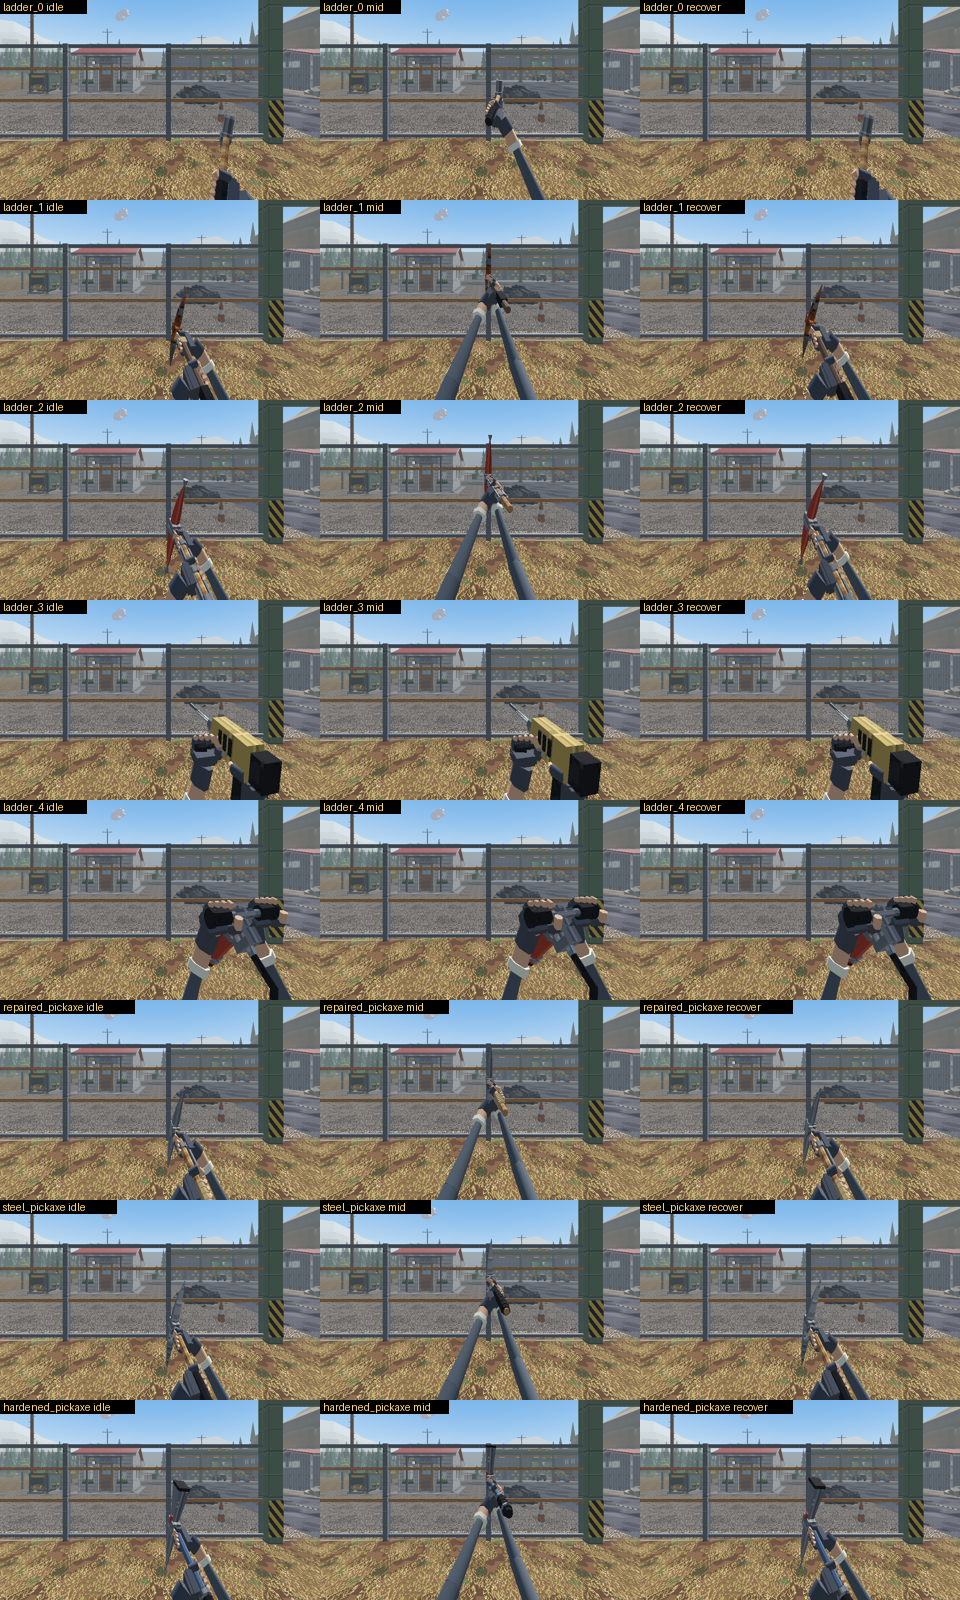 ladder_0 idle
ladder_0 mid
ladder_0 recover
ladder_1 idle
ladder_1 mid
ladder_1 recover
ladder_2 idle
ladder_2 mid
ladder_2 recover
ladder_3 idle
ladder_3 mid
ladder_3 recover
ladder_4 idle
ladder_4 mid
ladder_4 recover
repaired_pickaxe idle
repaired_pickaxe mid
repaired_pickaxe recover
steel_pickaxe idle
steel_pickaxe mid
steel_pickaxe recover
hardened_pickaxe idle
hardened_pickaxe mid
hardened_pickaxe recover